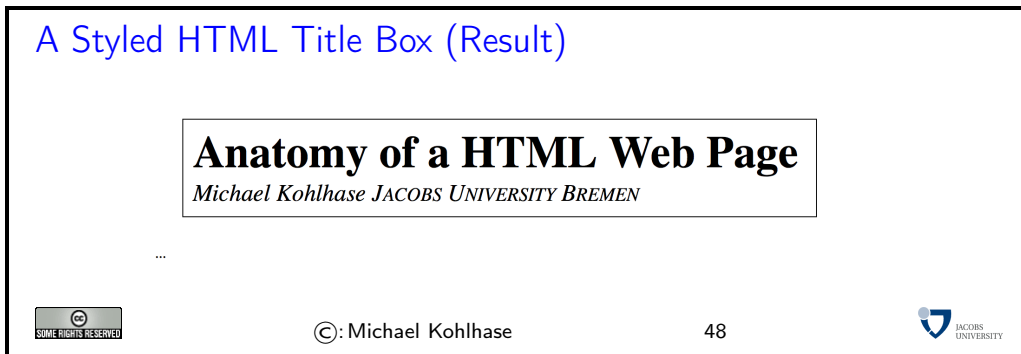 A Styled HTML Title Box (Result)
Anatomy of a HTML Web Page
Michael Kohlhase JACOBS UNIVERSITY BREMEN
...
cc
SOME RIGHTS RESERVED
©: Michael Kohlhase 48
JACOBS
UNIVERSITY